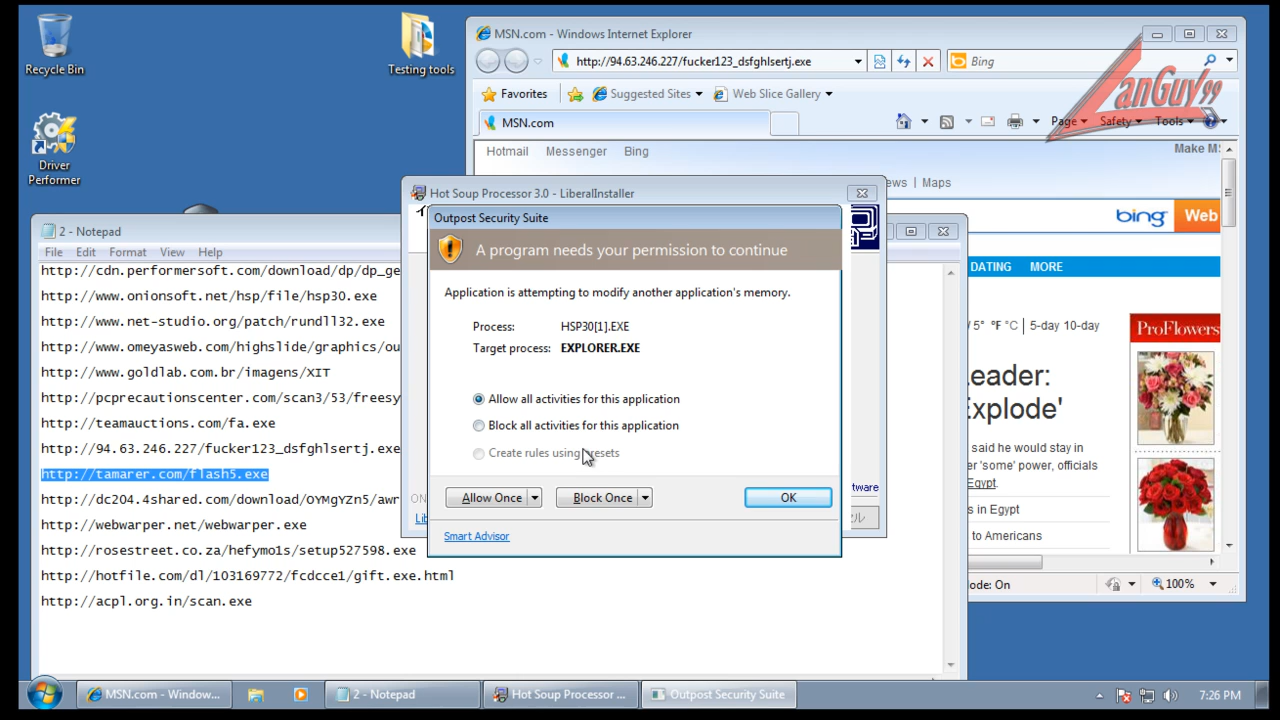 Recycle Bin
Testing tools
Driver
Performer
MSN.com - Windows Internet Explorer
http://94.63.246.227/fucker123_dsfghlsertj.exe
Bing
Favorites
Suggested Sites
Web Slice Gallery
MSN.com
Page
Safety
Tools
anGuy99
Hotmail Messenger Bing
Make M
ews | Maps
bing Web
DATING MORE
/ 5° °F °C | 5-day 10-day
ProFlowers
eader:
xplode'
said he would stay in
f 'some' power, officials
Egypt.
s in Egypt
to Americans
ode: On
100%
2 - Notepad
File Edit Format View Help
http://cdn.performersoft.com/download/dp/dp_ge
http://www.onionsoft.net/hsp/file/hsp30.exe
http://www.net-studio.org/patch/rundll32.exe
http://www.omeyasweb.com/highslide/graphics/ou
http://www.goldlab.com.br/imagens/XIT
http://pcprecautionscenter.com/scan3/53/freesy
http://teamauctions.com/fa.exe
http://94.63.246.227/fucker123_dsfghlsertj.exe
http://tamarer.com/flash5.exe
http://dc204.4shared.com/download/OYMgYZn5/awr
http://webwarper.net/webwarper.exe
http://rosestreet.co.za/hefymo1s/setup527598.exe
http://hotfile.com/dl/103169772/fcdcce1/gift.exe.html
http://acpl.org.in/scan.exe
Hot Soup Processor 3.0 - LiberalInstaller
ON
Lib
tware
ル
Outpost Security Suite
A program needs your permission to continue
Application is attempting to modify another application's memory.
Process: HSP30[1].EXE
Target process: EXPLORER.EXE
Allow all activities for this application
Block all activities for this application
Create rules using presets
Allow Once
Block Once
OK
Smart Advisor
MSN.com - Window...
2 - Notepad
Hot Soup Processor ...
Outpost Security Suite
7:26 PM